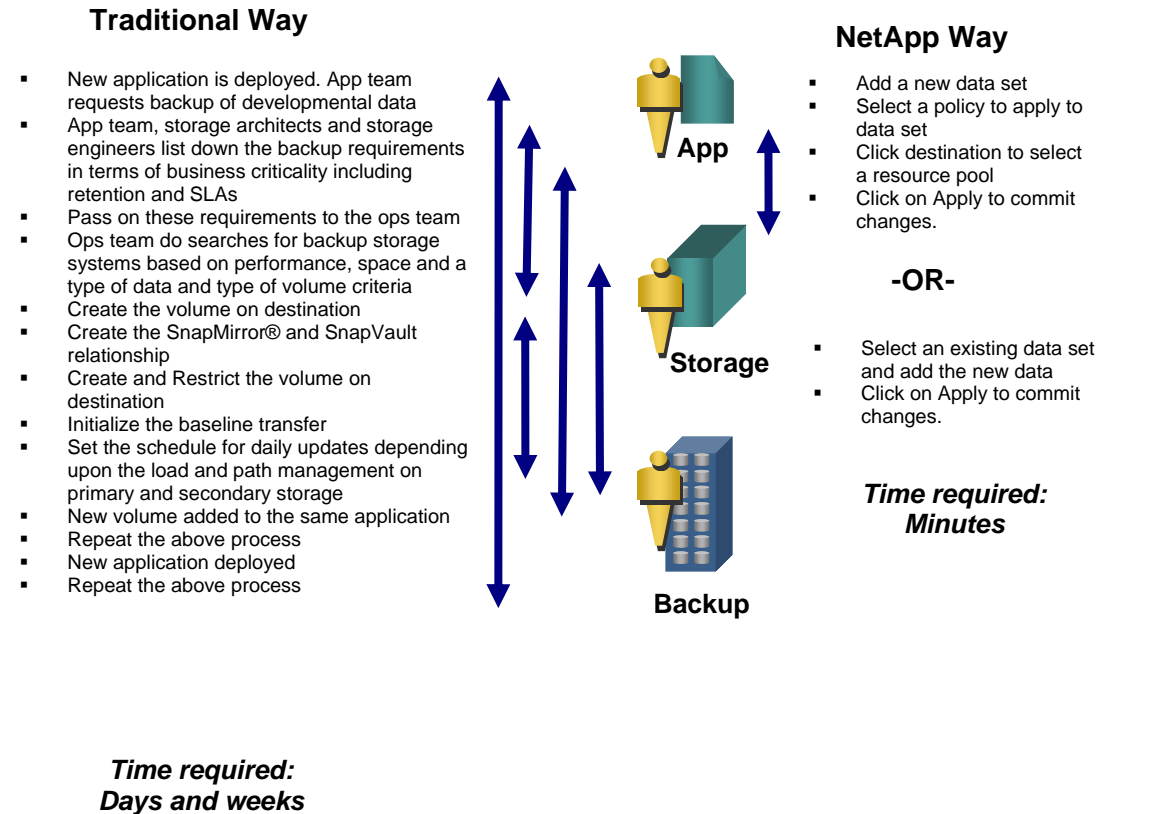 Traditional Way
▪ New application is deployed. App team
requests backup of developmental data
▪ App team, storage architects and storage
engineers list down the backup requirements
in terms of business criticality including
retention and SLAs
▪ Pass on these requirements to the ops team
▪ Ops team do searches for backup storage
systems based on performance, space and a
type of data and type of volume criteria
▪ Create the volume on destination
▪ Create the SnapMirror® and SnapVault
relationship
▪ Create and Restrict the volume on
destination
▪ Initialize the baseline transfer
▪ Set the schedule for daily updates depending
upon the load and path management on
primary and secondary storage
▪ New volume added to the same application
▪ Repeat the above process
▪ New application deployed
▪ Repeat the above process
Time required:
Days and weeks
App
Storage
Backup
NetApp Way
▪ Add a new data set
▪ Select a policy to apply to
data set
▪ Click destination to select
a resource pool
▪ Click on Apply to commit
changes.
-OR-
▪ Select an existing data set
and add the new data
▪ Click on Apply to commit
changes.
Time required:
Minutes